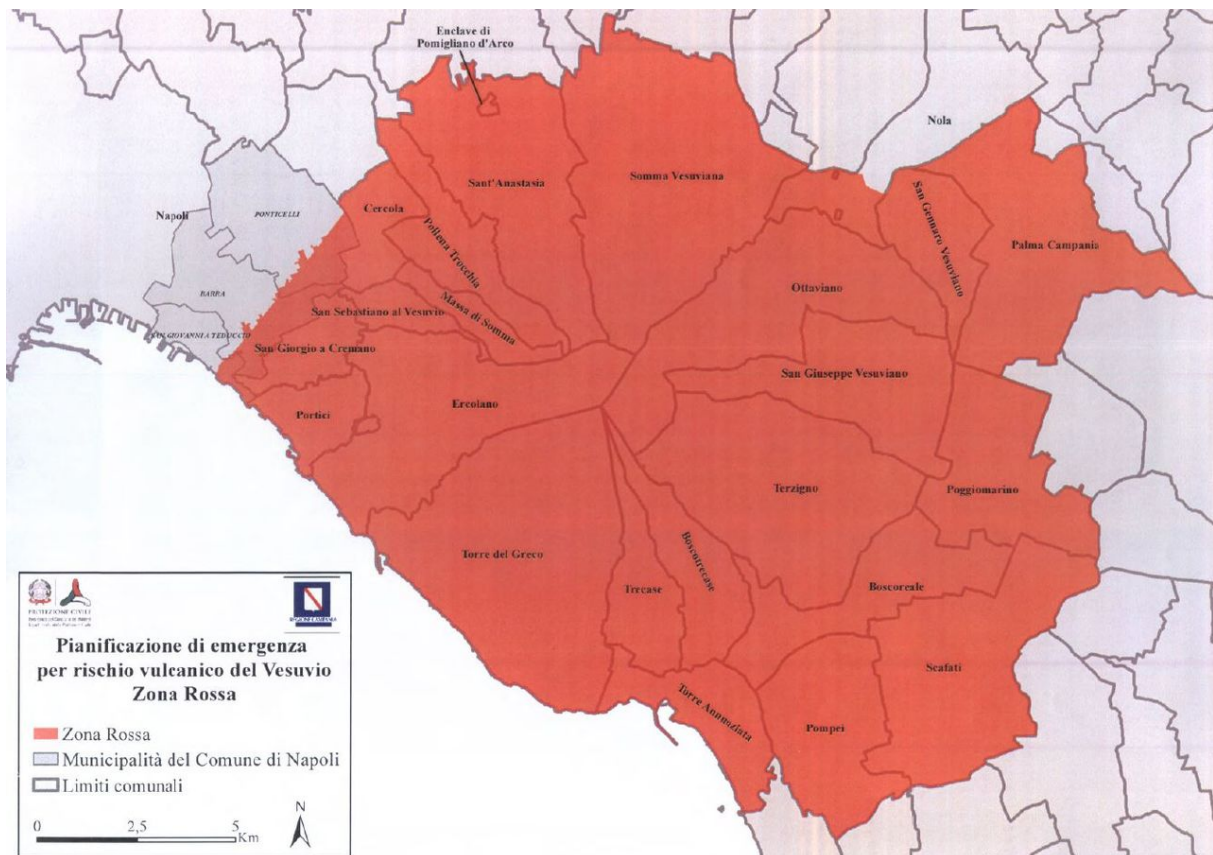 Enclave di
Pomigliano d'Arco
Nola
Sant'Anastasia
Somma Vesuviana
San Gennaro Vesuviano
Cercola
Napoli
PONTICELLI
Pollena Trocchia
Palma Campania
Ottaviano
BARRA
Massa di Somma
San Sebastiano al Vesuvio
SAN GIOVANNI A TEDUCCIO
San Giorgio a Cremano
San Giuseppe Vesuviano
Ercolano
Portici
Terzigno
Poggiomarino
Torre del Greco
Boscotrecase
Trecase
Boscoreale
Scafati
Torre Annunziata
Pompei
PROTEZIONE CIVILE
REGIONE CAMPANIA
Pianificazione di emergenza
per rischio vulcanico del Vesuvio
Zona Rossa
Zona Rossa
Municipalità del Comune di Napoli
Limiti comunali
N
0 2,5 5
Km